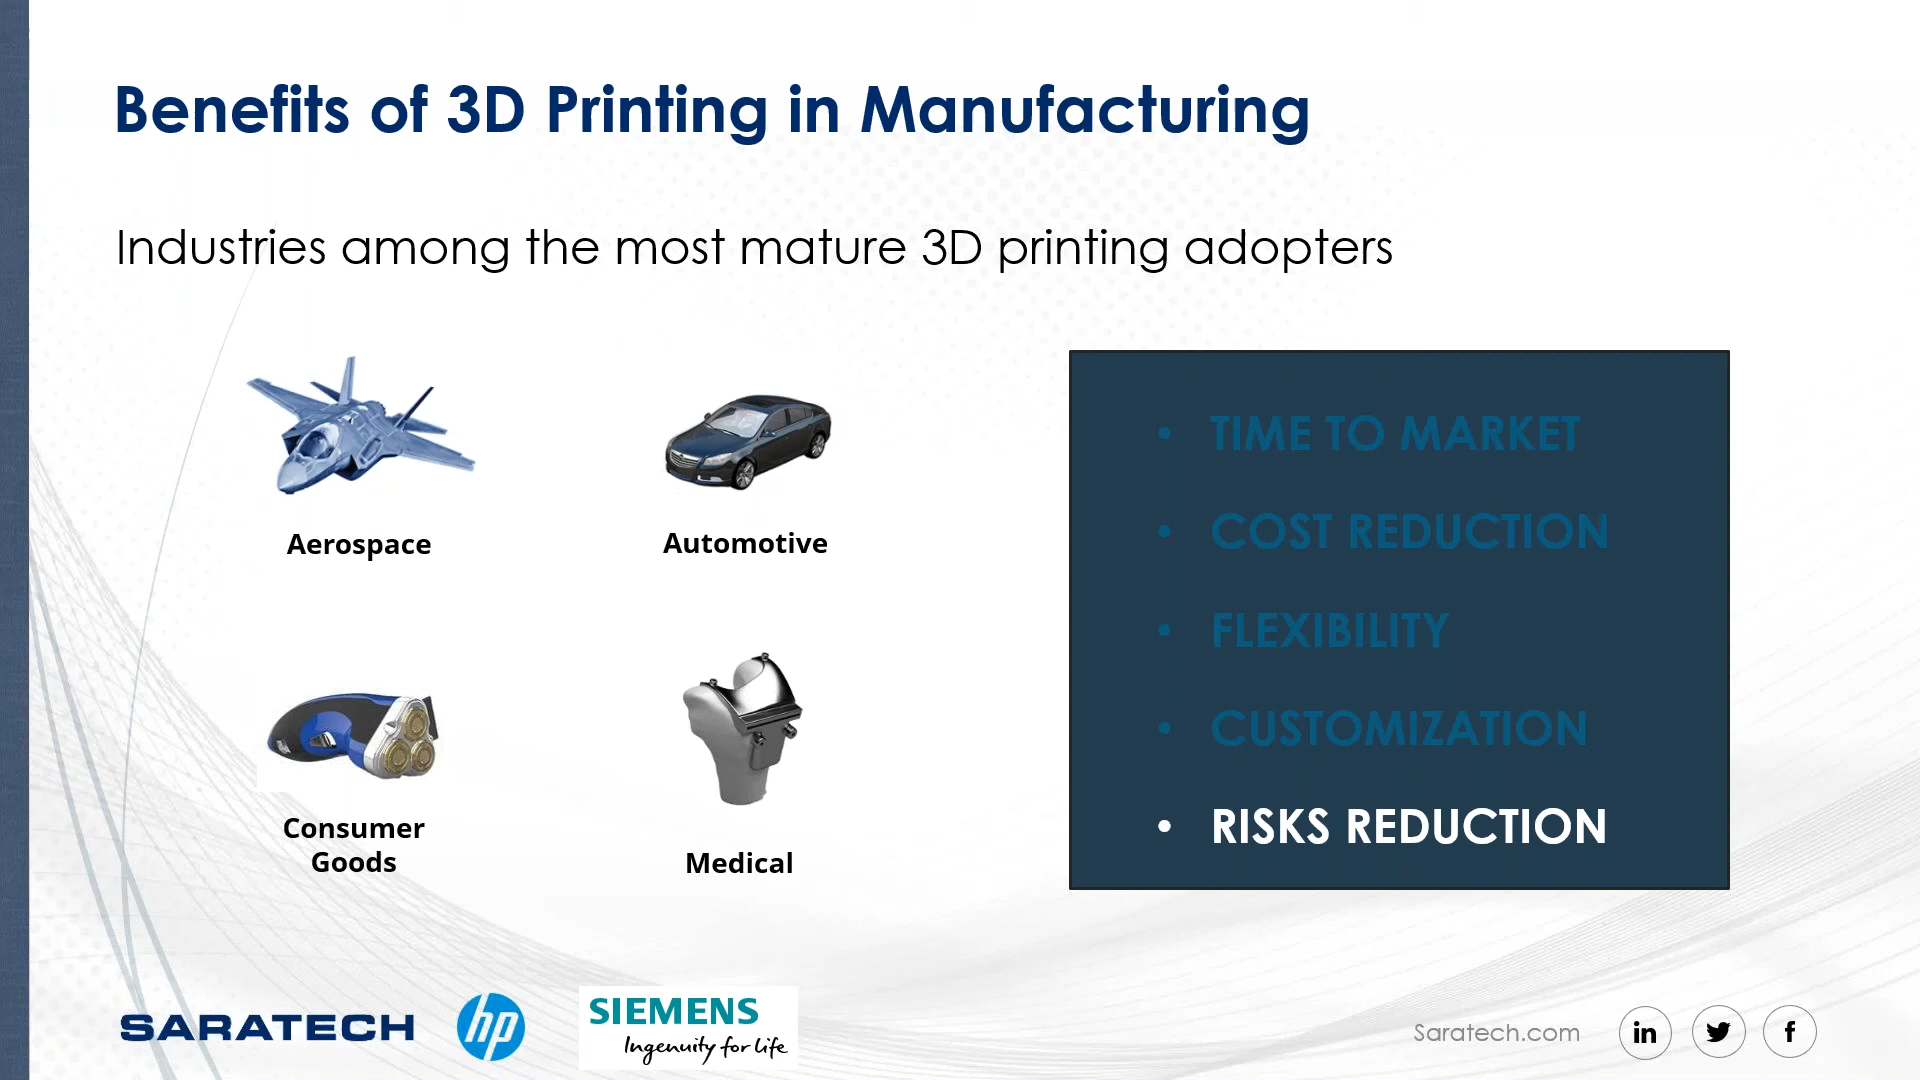 Benefits of 3D Printing in Manufacturing
Industries among the most mature 3D printing adopters
Aerospace
Automotive
Consumer
Goods
Medical
• TIME TO MARKET
• COST REDUCTION
• FLEXIBILITY
• CUSTOMIZATION
• RISKS REDUCTION
SARATECH
hp
SIEMENS
Ingenuity for life
Saratech.com
in
f